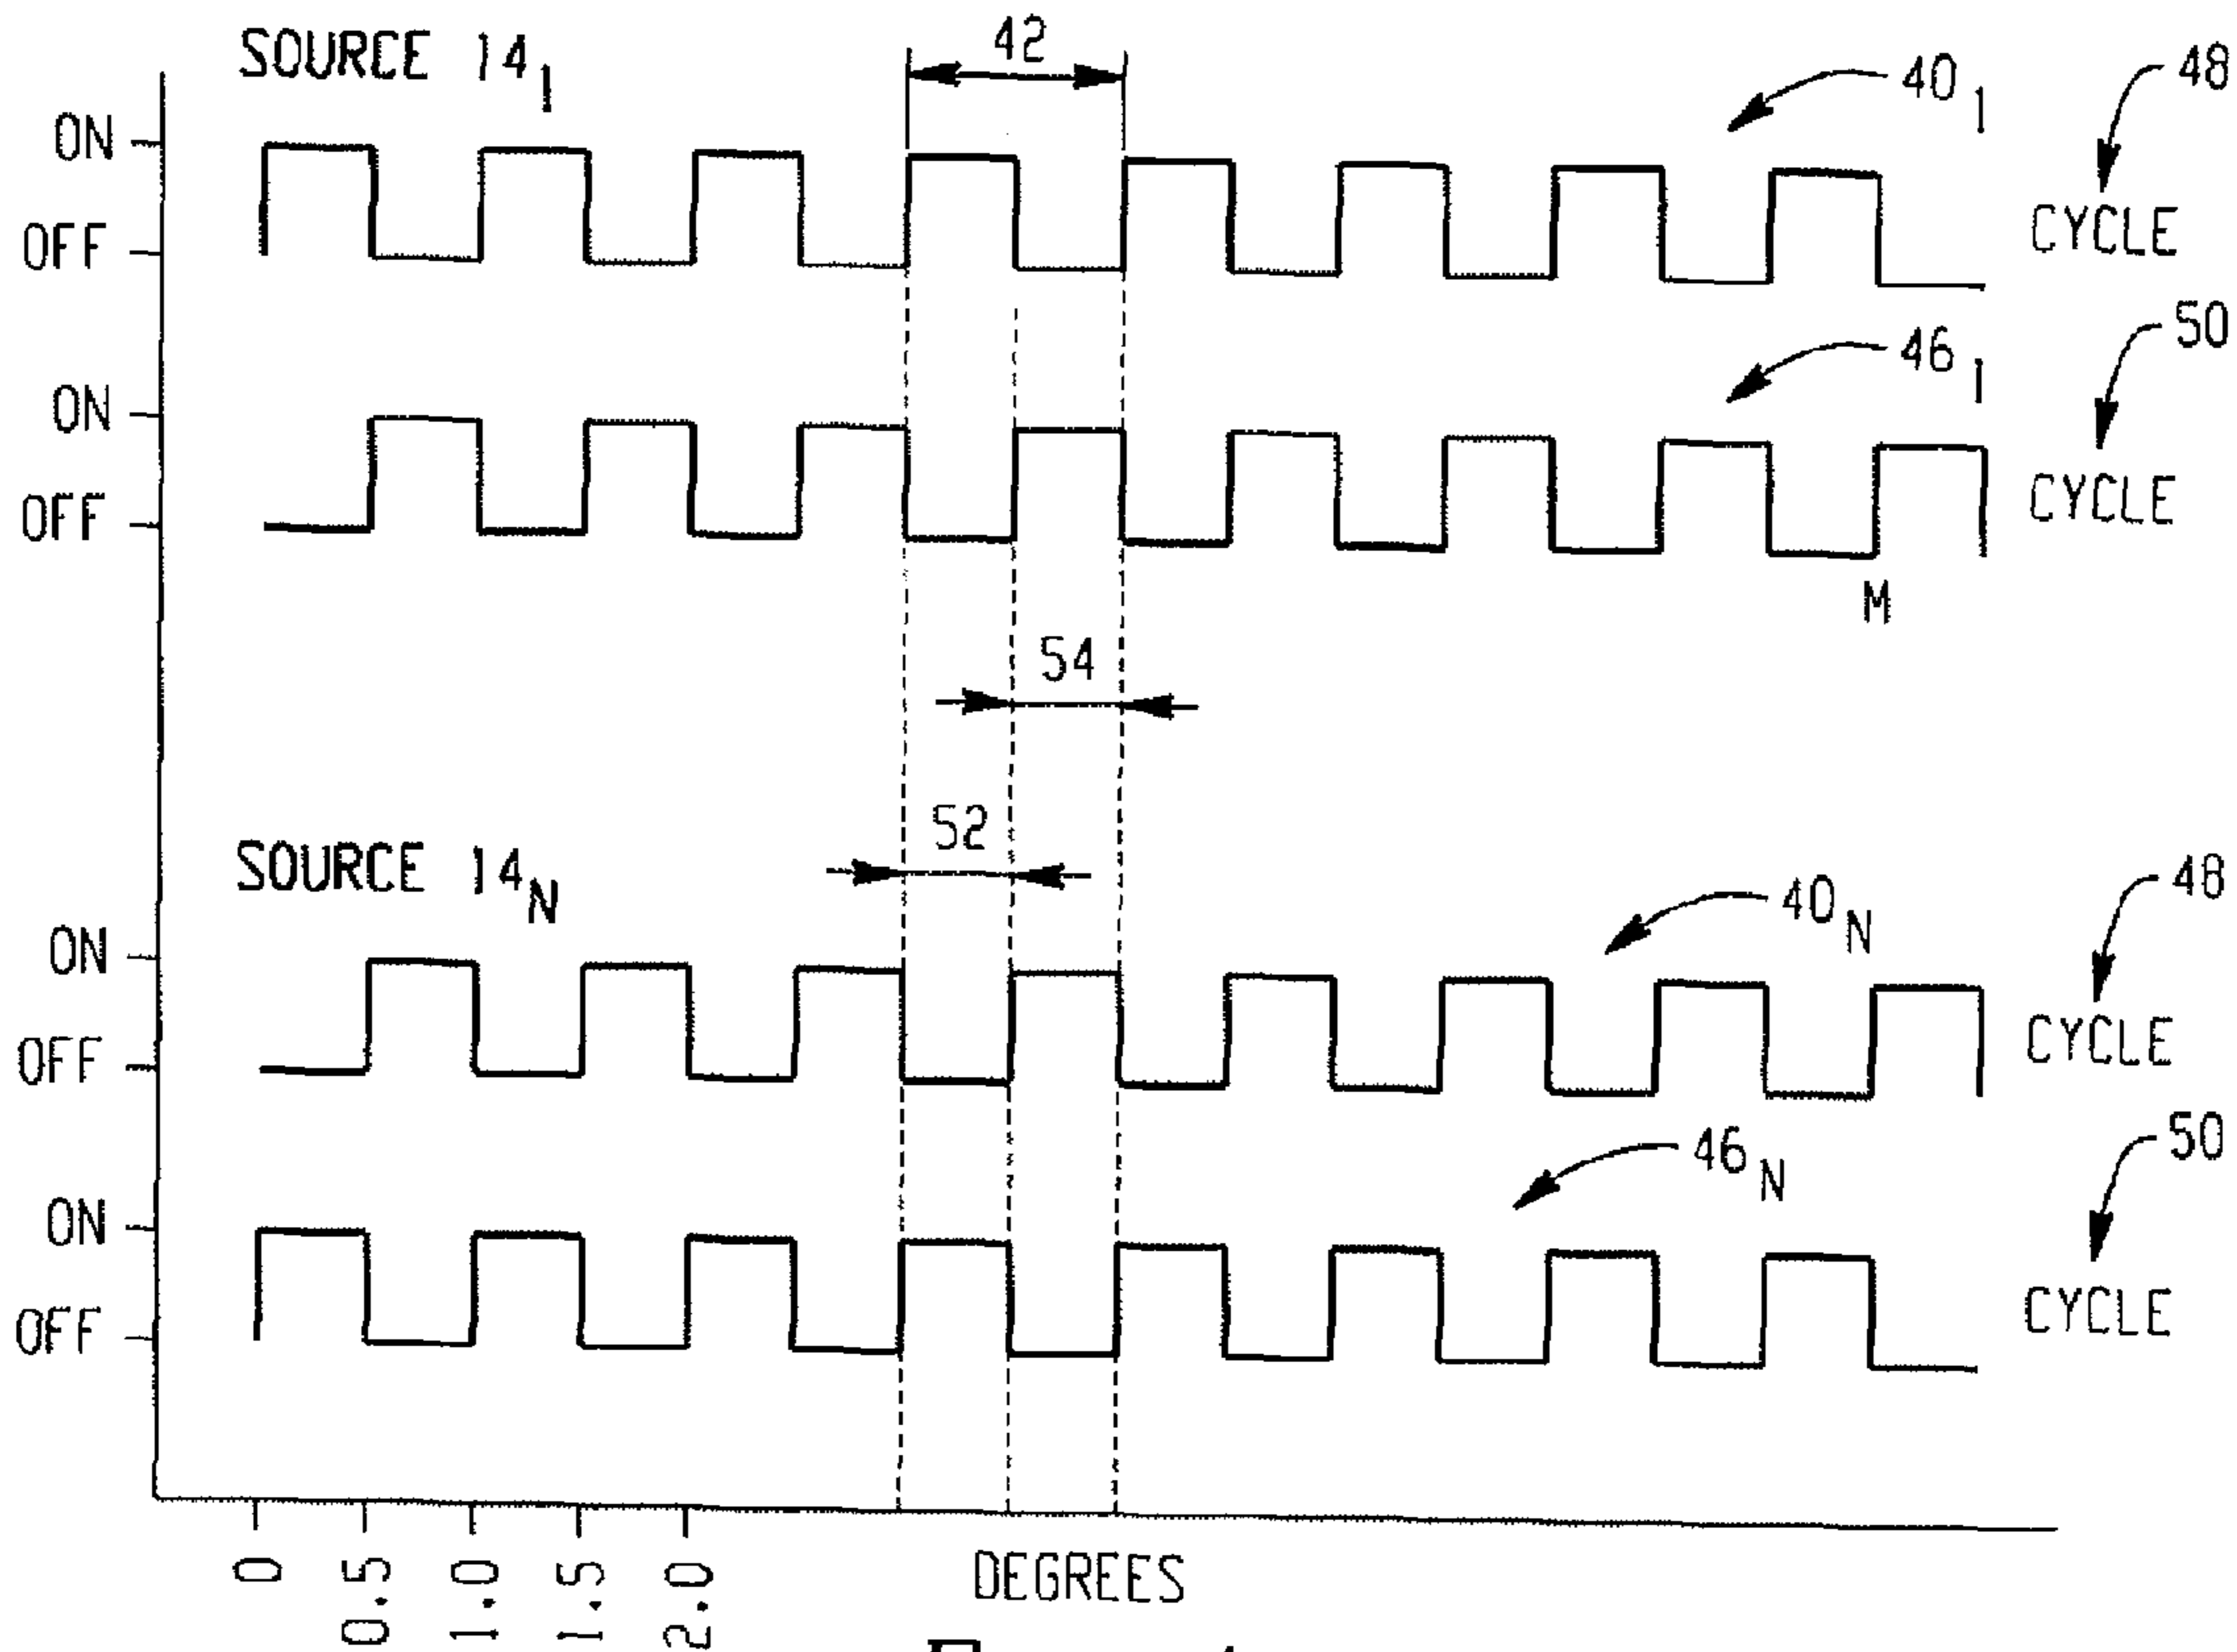 SOURCE 14₁
42
40₁
48
ON
OFF
CYCLE
46₁
50
ON
OFF
CYCLE
M
54
52
SOURCE 14N
40N
48
ON
OFF
CYCLE
46N
50
ON
OFF
CYCLE
0
0.5
1.0
1.5
2.0
DEGREES